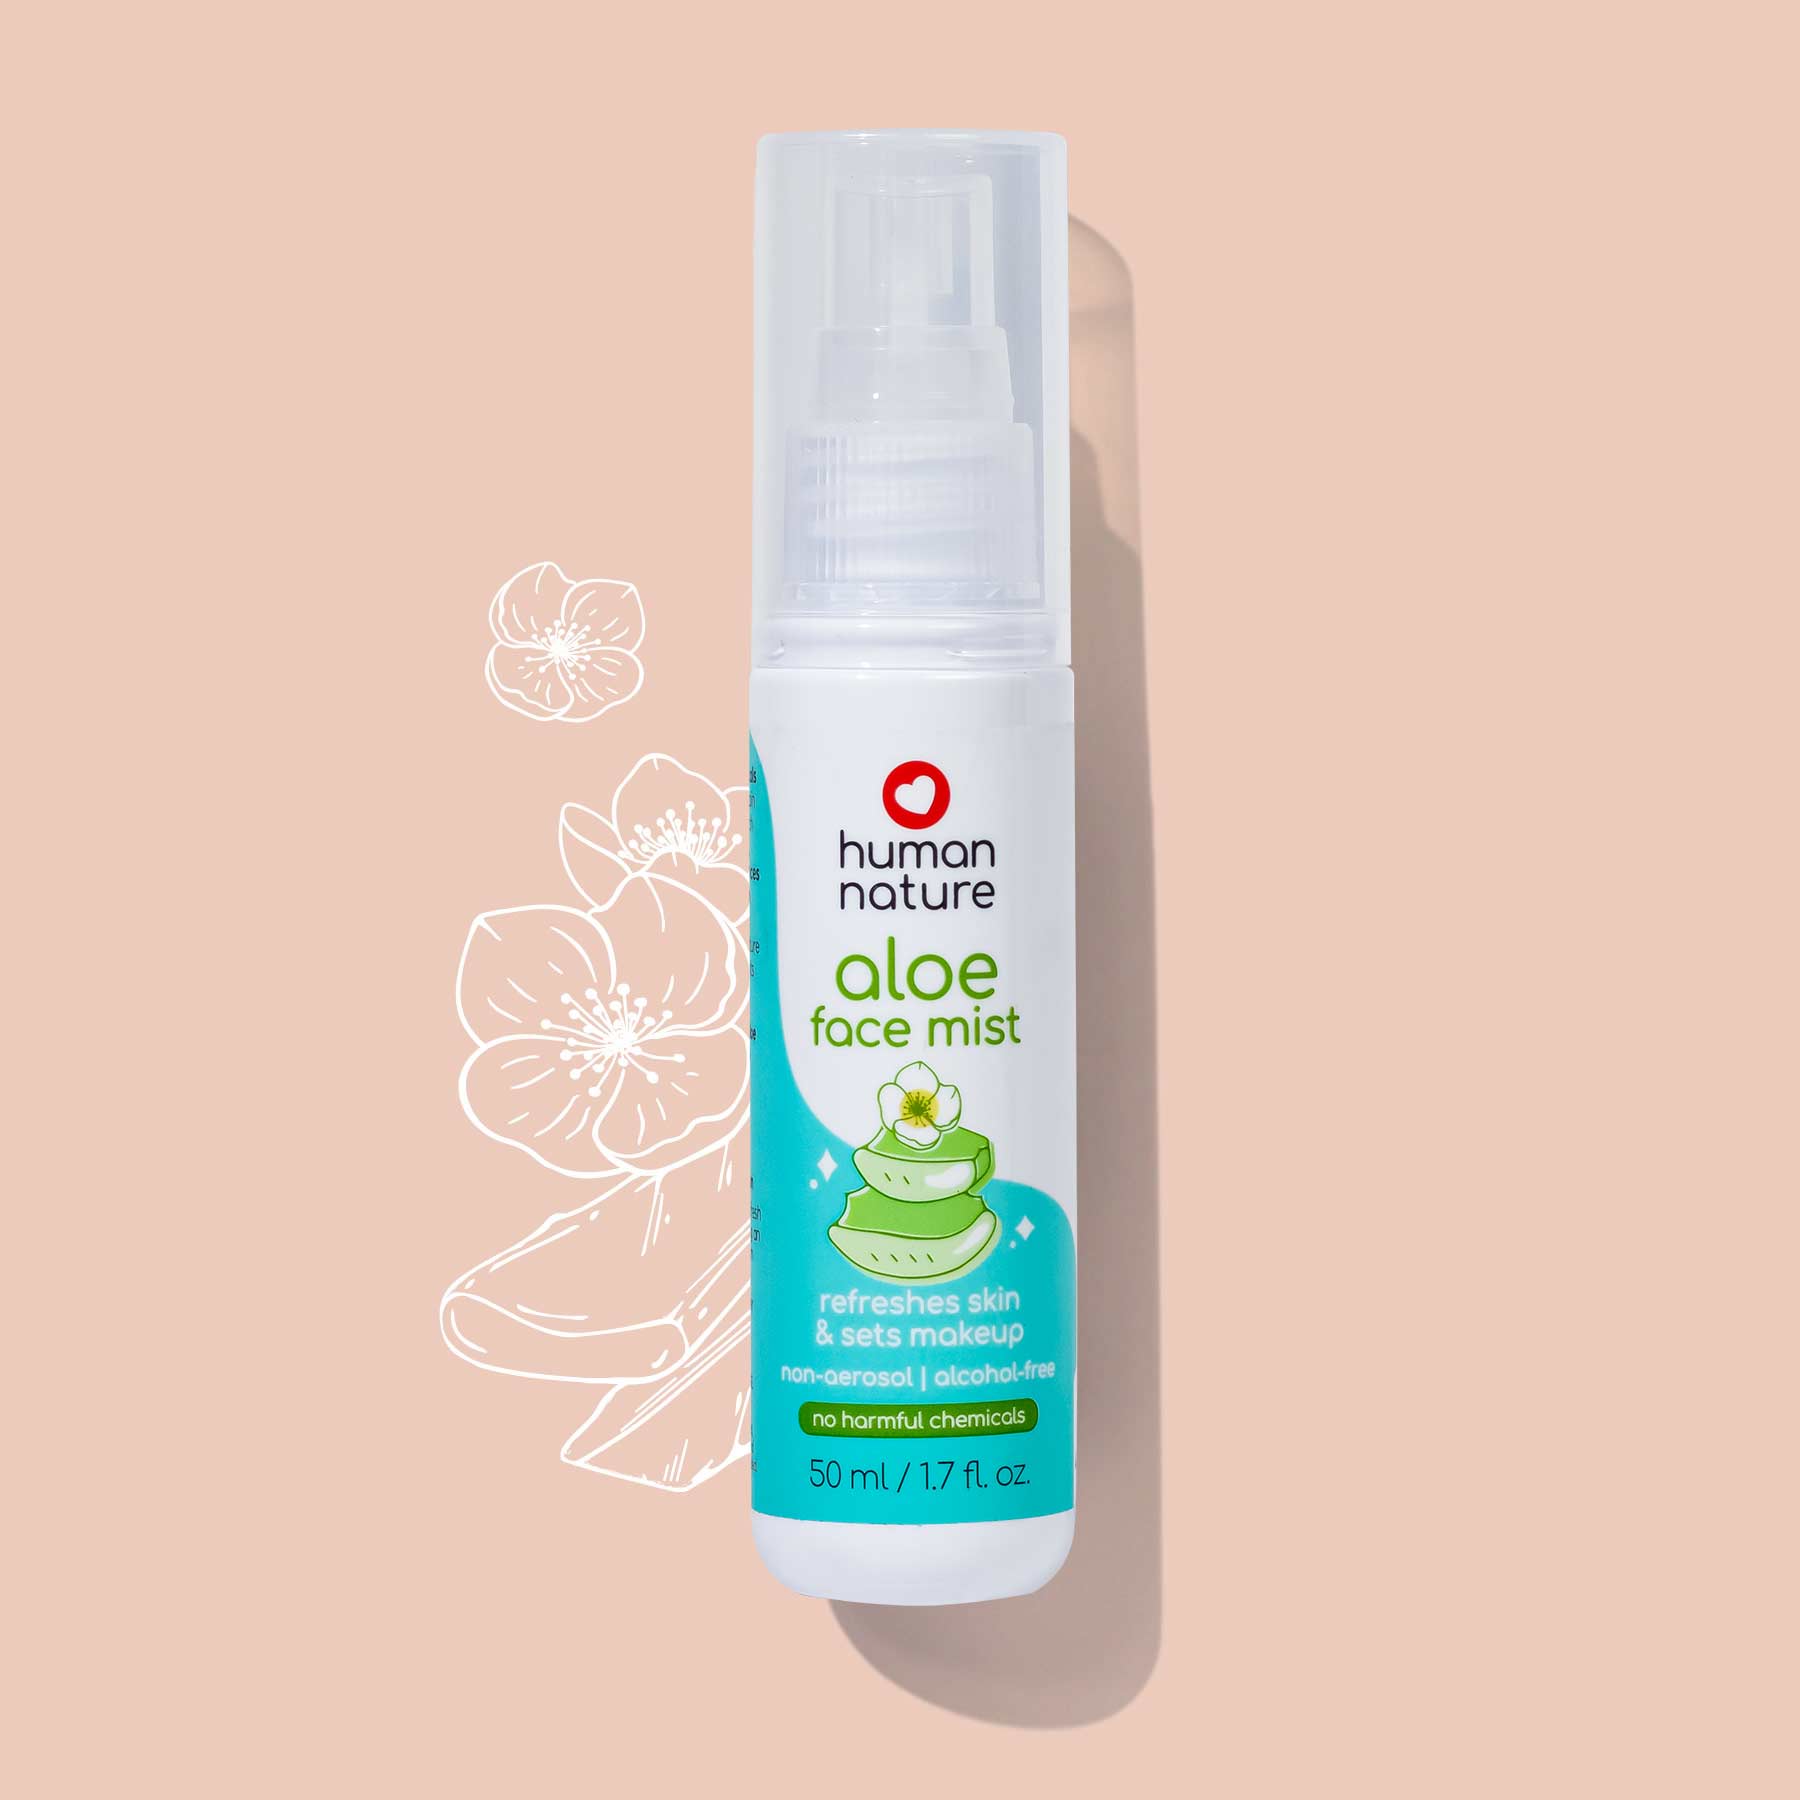 human
nature
aloe
face mist
refreshes skin
& sets makeup
non-aerosol | alcohol-free
no harmful chemicals
50 ml / 1.7 fl. oz.